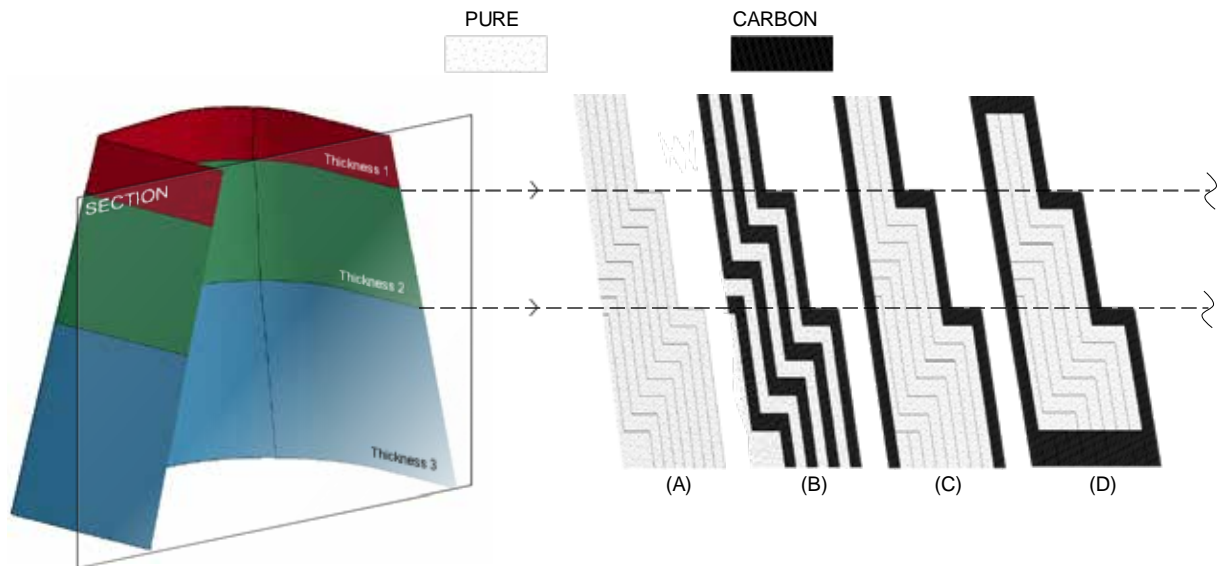 PURE
CARBON
Thickness 1
SECTION
Thickness 2
Thickness 3
(A)
(B)
(C)
(D)